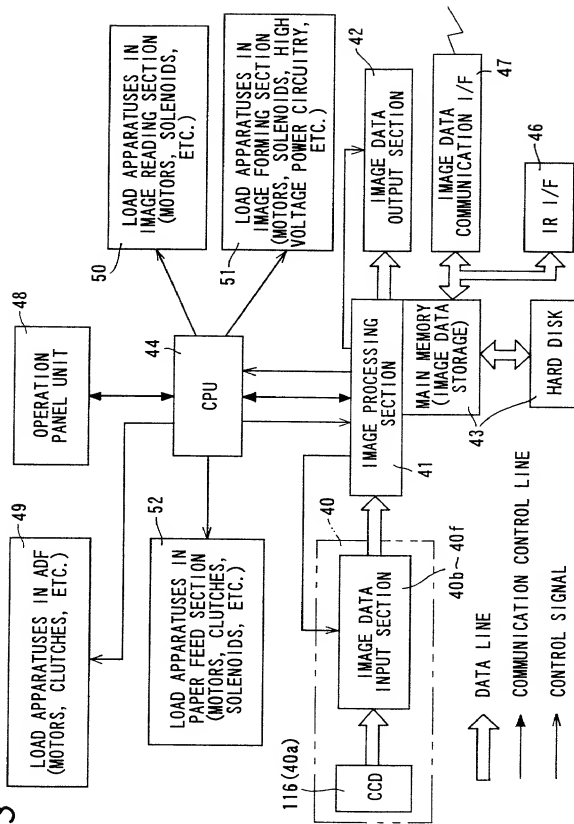 3
49
LOAD APPARATUSES IN ADF
(MOTORS, CLUTCHES, ETC.)
48
OPERATION
PANEL UNIT
50
LOAD APPARATUSES IN
IMAGE READING SECTION
(MOTORS, SOLENOIDS,
ETC.)
52
LOAD APPARATUSES IN
PAPER FEED SECTION
(MOTORS, CLUTCHES,
SOLENOIDS, ETC.)
44
CPU
51
LOAD APPARATUSES IN
IMAGE FORMING SECTION
(MOTORS, SOLENOIDS, HIGH
VOLTAGE POWER CIRCUITRY,
ETC.)
116(40a)
CCD
40
IMAGE DATA
INPUT SECTION
40b~40f
IMAGE PROCESSING
SECTION
41
42
IMAGE DATA
OUTPUT SECTION
MAIN MEMORY
(IMAGE DATA
STORAGE)
43
IMAGE DATA
COMMUNICATION I/F
47
46
IR I/F
HARD DISK
DATA LINE
COMMUNICATION CONTROL LINE
CONTROL SIGNAL